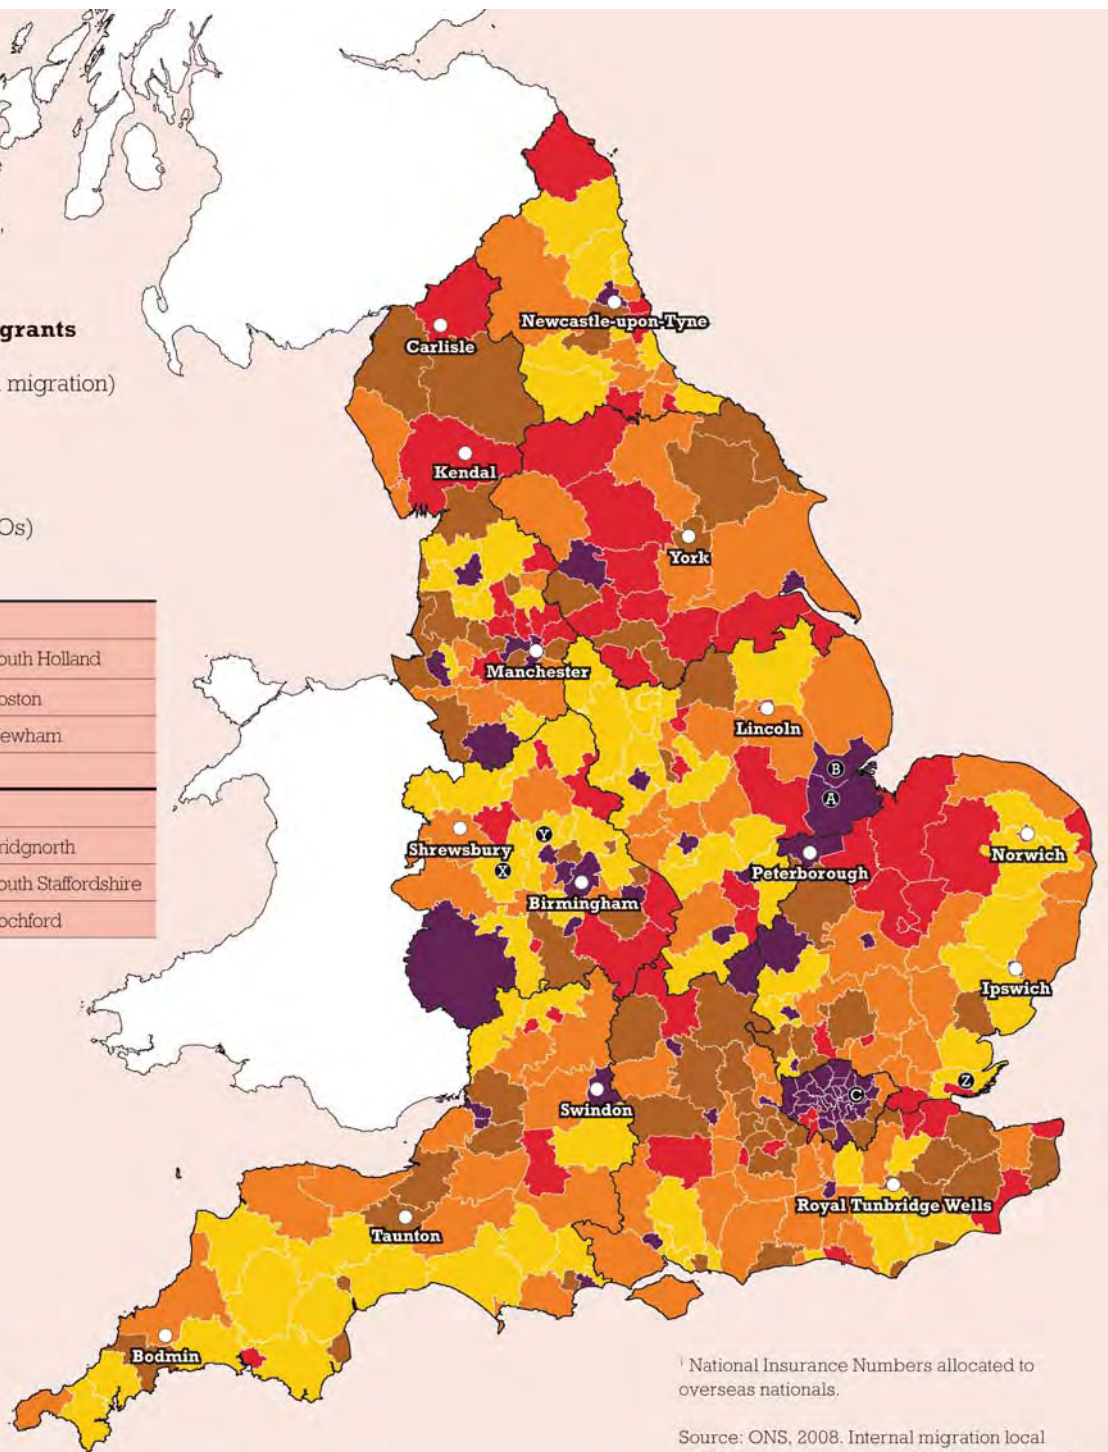 ,
grants
migration)
Os)
outh Holland
oston
ewham
ridgnorth
outh Staffordshire
ochford
Newcastle-upon-Tyne
Carlisle
Kendal
York
Manchester
Lincoln
B
A
Y
Shrewsbury
X
Norwich
Peterborough
Birmingham
Ipswich
Z
C
Swindon
Royal Tunbridge Wells
Taunton
Bodmin
¹ National Insurance Numbers allocated to
overseas nationals.
Source: ONS, 2008. Internal migration local